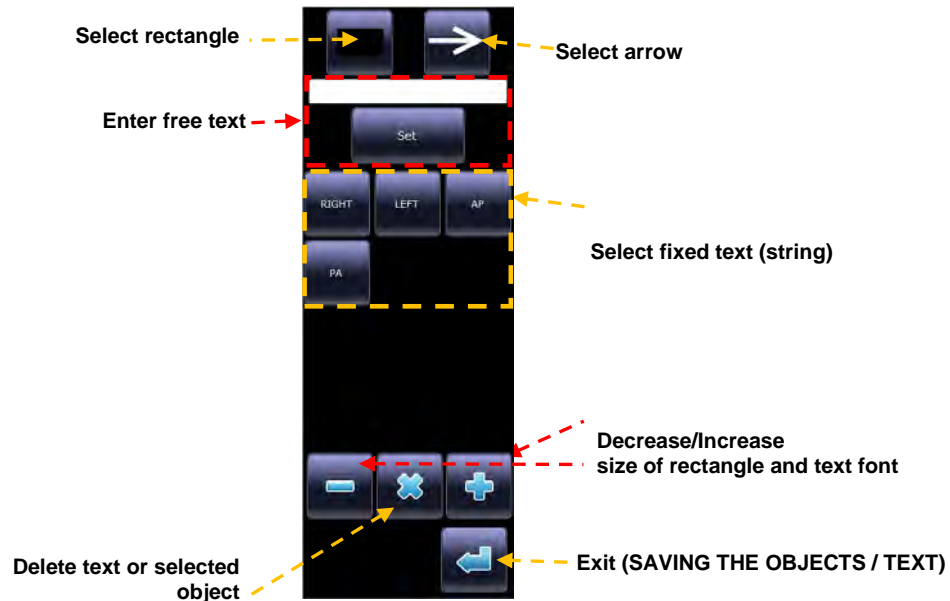 Select rectangle
Select arrow
Enter free text
Set
RIGHT LEFT AP
Select fixed text (string)
PA
Decrease/Increase
size of rectangle and text font
Delete text or selected
object
Exit (SAVING THE OBJECTS / TEXT)